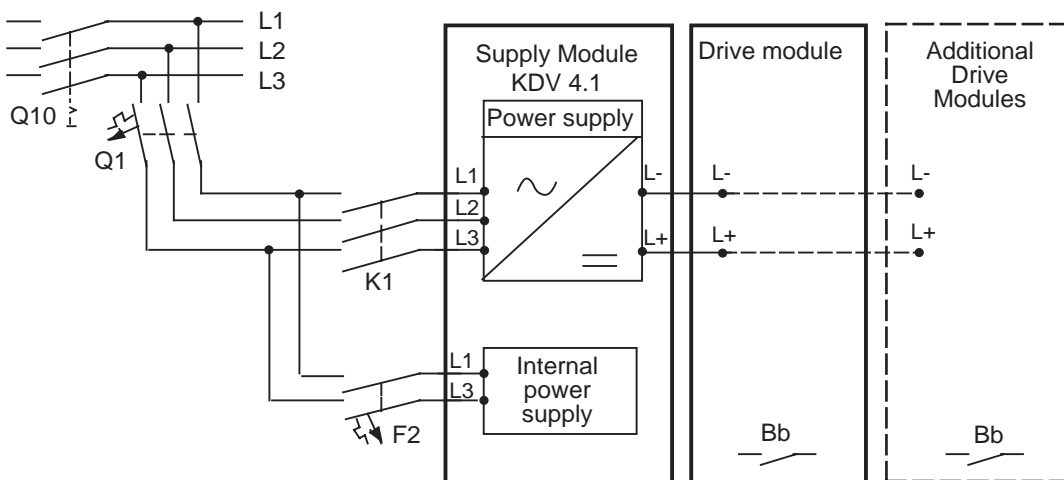 L1
L2
L3
Q10
Q1
K1
F2
Supply Module
KDV 4.1
Power supply
L1
L2
L3
L-
L+
L1
L3
Internal
power
supply
Drive module
L-
L+
Bb
Additional
Drive
Modules
L-
L+
Bb